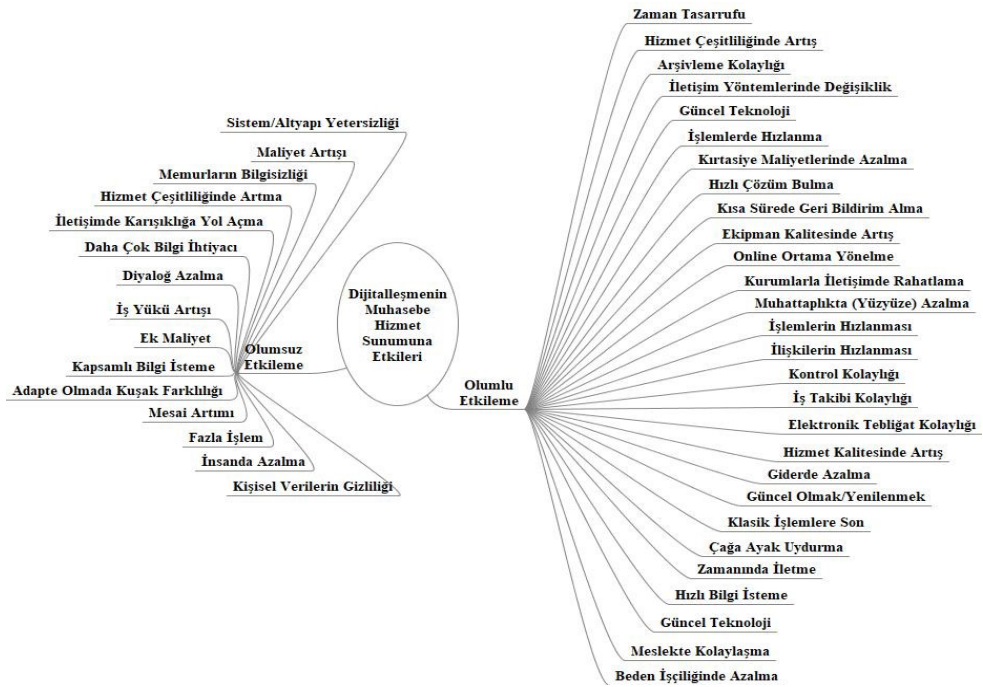 Dijitalleşmenin
Muhasebe
Hizmet
Sunumuna
Etkileri
Olumsuz
Etkileme
Sistem/Altyapı Yetersizliği
Maliyet Artışı
Memurların Bilgisizliği
Hizmet Çeşitliliğinde Artma
İletişimde Karışıklığa Yol Açma
Daha Çok Bilgi İhtiyacı
Diyaloğ Azalma
İş Yükü Artışı
Ek Maliyet
Kapsamlı Bilgi İsteme
Adapte Olmada Kuşak Farklılığı
Mesai Artımı
Fazla İşlem
İnsanda Azalma
Kişisel Verilerin Gizliliği
Olumlu
Etkileme
Zaman Tasarrufu
Hizmet Çeşitliliğinde Artış
Arşivleme Kolaylığı
İletişim Yöntemlerinde Değişiklik
Güncel Teknoloji
İşlemlerde Hızlanma
Kırtasiye Maliyetlerinde Azalma
Hızlı Çözüm Bulma
Kısa Sürede Geri Bildirim Alma
Ekipman Kalitesinde Artış
Online Ortama Yönelme
Kurumlarla İletişimde Rahatlama
Muhattaplıkta (Yüzyüze) Azalma
İşlemlerin Hızlanması
İlişkilerin Hızlanması
Kontrol Kolaylığı
İş Takibi Kolaylığı
Elektronik Tebliğat Kolaylığı
Hizmet Kalitesinde Artış
Giderde Azalma
Güncel Olmak/Yenilenmek
Klasik İşlemlere Son
Çağa Ayak Uydurma
Zamanında İletme
Hızlı Bilgi İsteme
Güncel Teknoloji
Meslekte Kolaylaşma
Beden İşçiliğinde Azalma